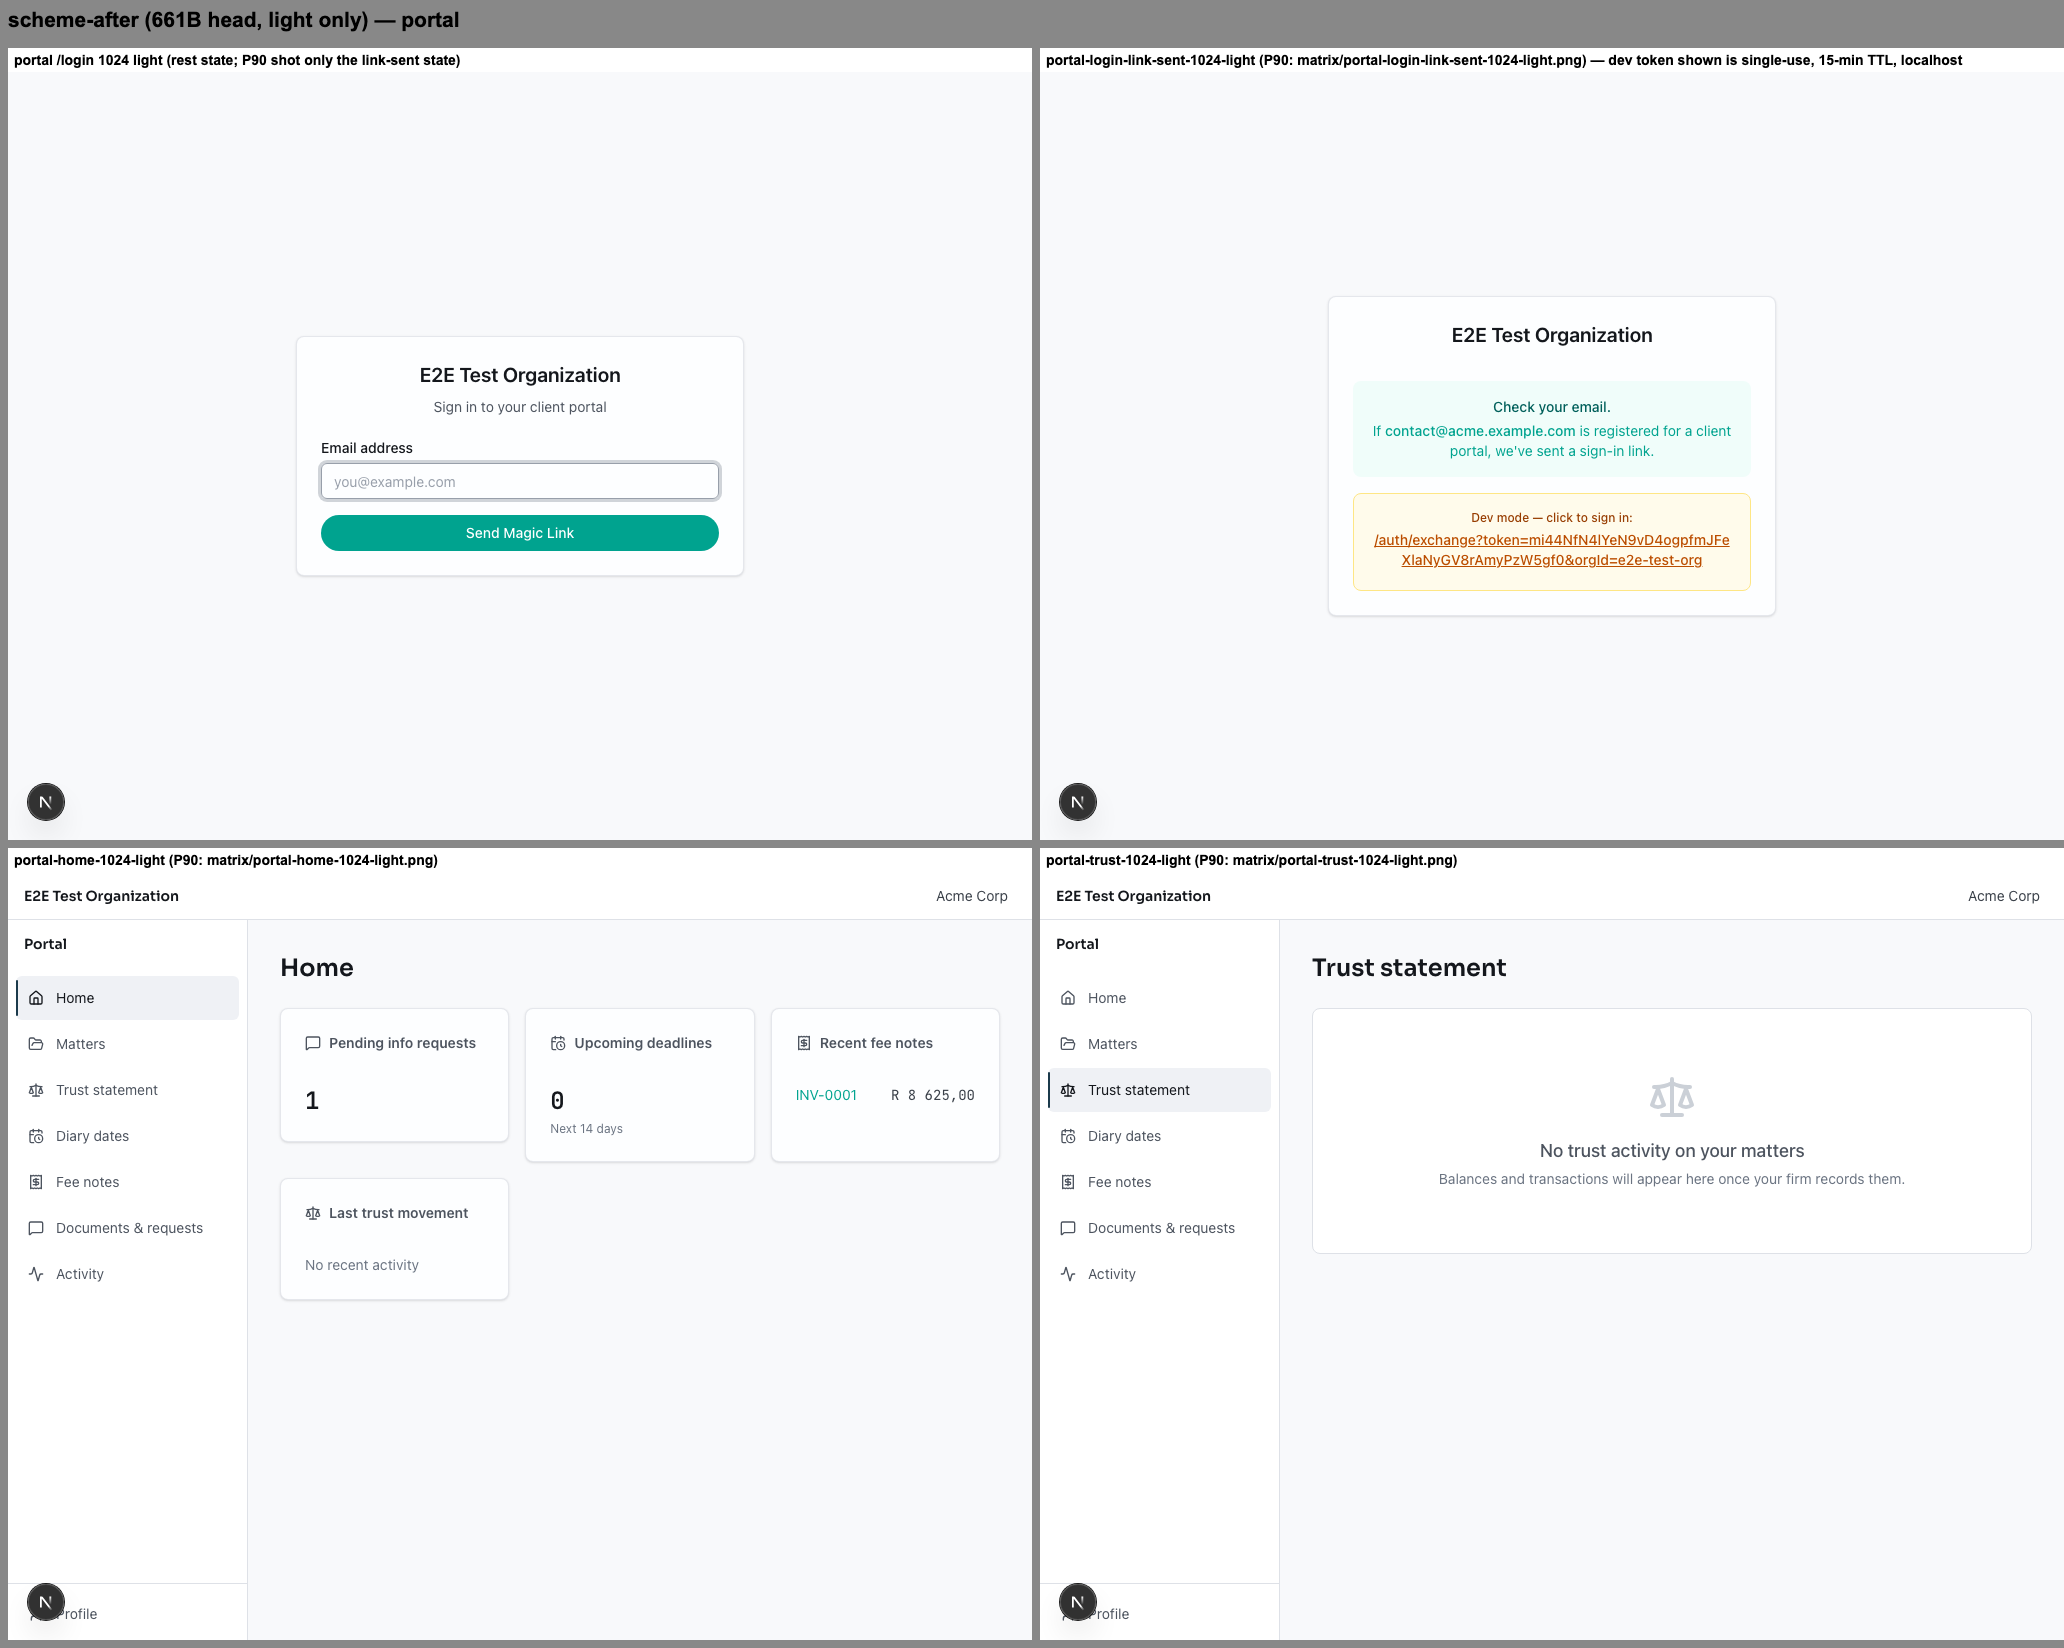 scheme-after (661B head, light only) — portal
portal /login 1024 light (rest state; P90 shot only the link-sent state)
E2E Test Organization
Sign in to your client portal
Email address
you@example.com
Send Magic Link
N
portal-login-link-sent-1024-light (P90: matrix/portal-login-link-sent-1024-light.png) — dev token shown is single-use, 15-min TTL, localhost
E2E Test Organization
Check your email.
If contact@acme.example.com is registered for a client
portal, we've sent a sign-in link.
Dev mode — click to sign in:
/auth/exchange?token=mi44NfN4lYeN9vD4ogpfmJFe
XlaNyGV8rAmyPzW5gf0&orgId=e2e-test-org
N
portal-home-1024-light (P90: matrix/portal-home-1024-light.png)
E2E Test Organization
Acme Corp
Portal
Home
Matters
Trust statement
Diary dates
Fee notes
Documents & requests
Activity
Home
Pending info requests
1
Upcoming deadlines
0
Next 14 days
Recent fee notes
INV-0001 R 8 625,00
Last trust movement
No recent activity
N
Profile
portal-trust-1024-light (P90: matrix/portal-trust-1024-light.png)
E2E Test Organization
Acme Corp
Portal
Home
Matters
Trust statement
Diary dates
Fee notes
Documents & requests
Activity
Trust statement
No trust activity on your matters
Balances and transactions will appear here once your firm records them.
N
Profile